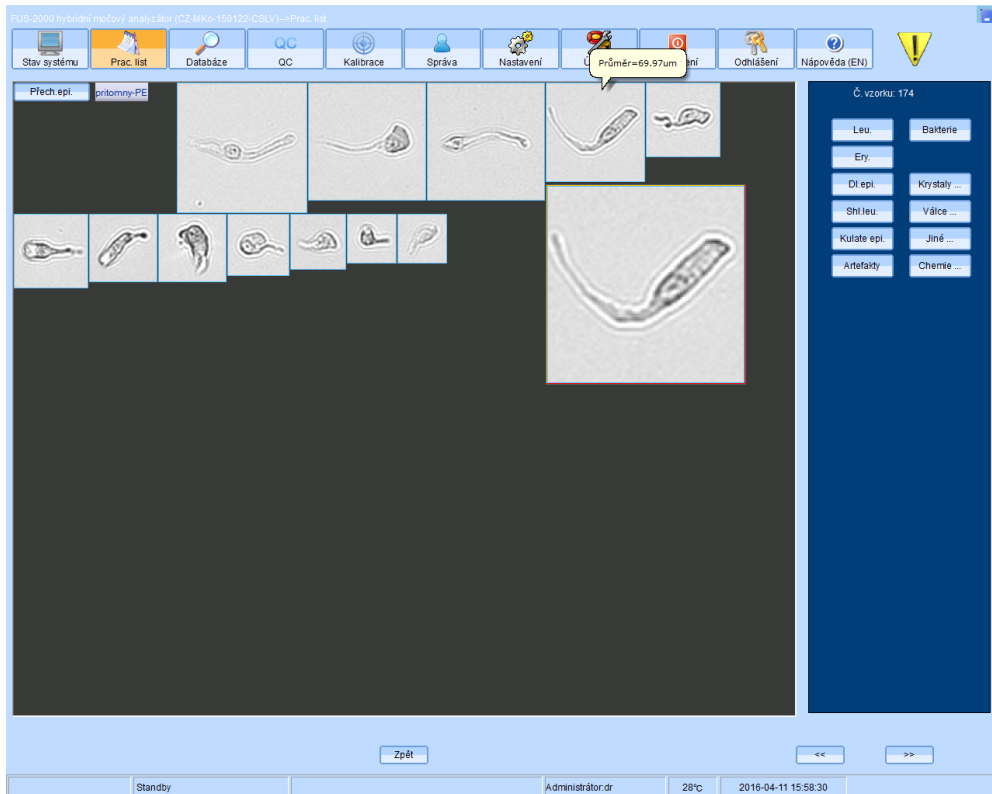 FUS-2000 hybridní močový analyzátor (CZ-MKo-150122-CSLV)-->Prac. list
Stav systému
Prac. list
Databáze
QC
QC
Kalibrace
Správa
Nastavení
Odhlášení
Nápověda (EN)
Průměr=69.97um
Přech.epi.
pritomny-PE
Č. vzorku: 174
Leu.
Bakterie
Ery.
Dl.epi.
Krystaly ...
Shl.leu.
Válce ...
Kulate epi.
Jiné ...
Artefakty
Chemie ...
Zpět
<<
>>
Standby
Administrátor:dr
28℃
2016-04-11 15:58:30